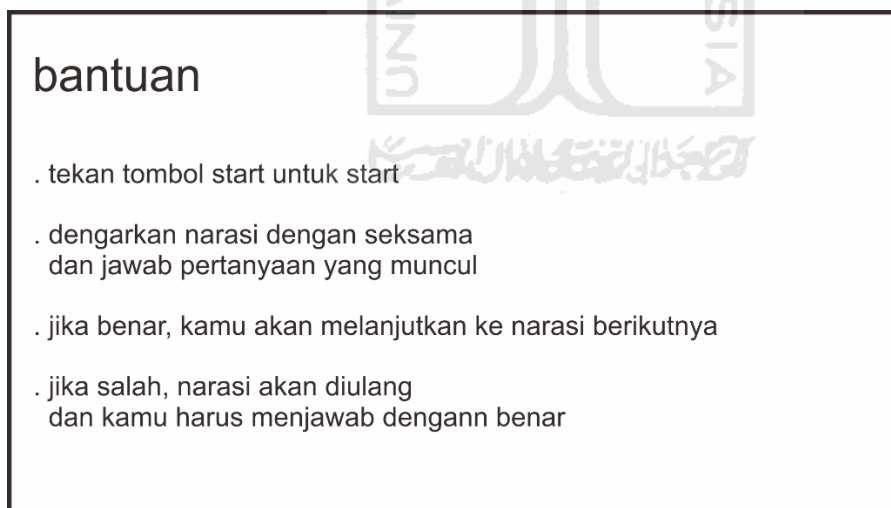 bantuan
. tekan tombol start untuk start
. dengarkan narasi dengan seksama
dan jawab pertanyaan yang muncul
. jika benar, kamu akan melanjutkan ke narasi berikutnya
. jika salah, narasi akan diulang
dan kamu harus menjawab dengann benar